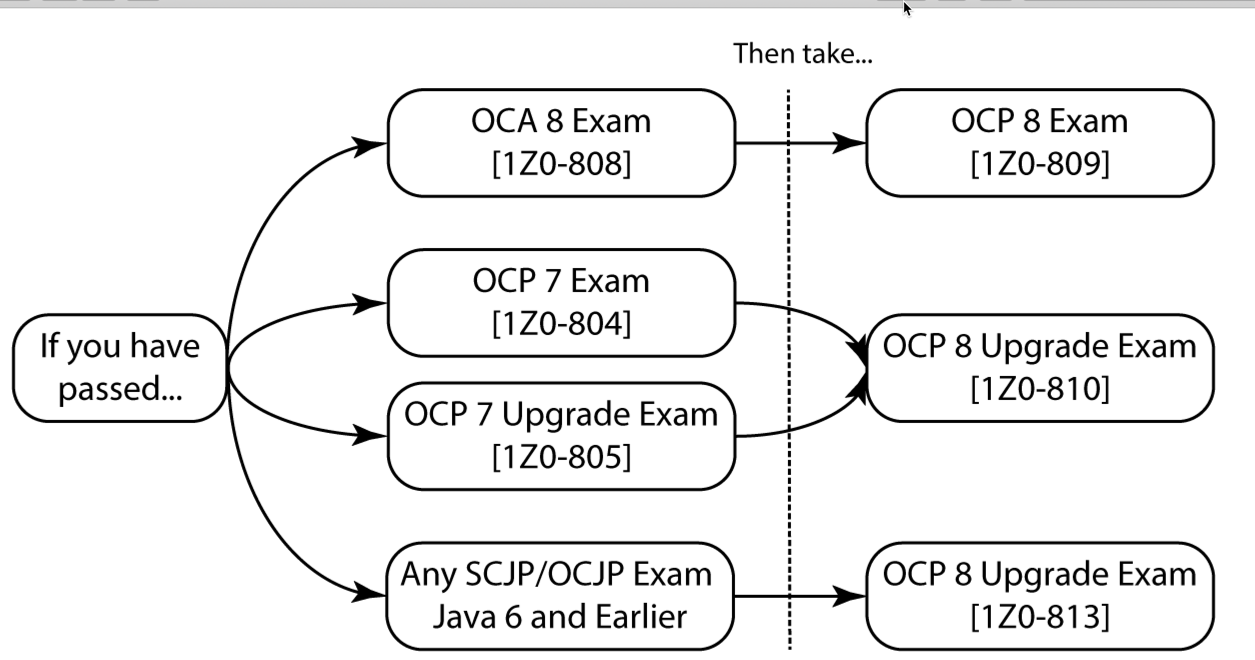 Then take...
OCA 8 Exam
[1Z0-808]
OCP 8 Exam
[1Z0-809]
OCP 7 Exam
[1Z0-804]
If you have
passed...
OCP 8 Upgrade Exam
[1Z0-810]
OCP 7 Upgrade Exam
[1Z0-805]
Any SCJP/OCJP Exam
Java 6 and Earlier
OCP 8 Upgrade Exam
[1Z0-813]